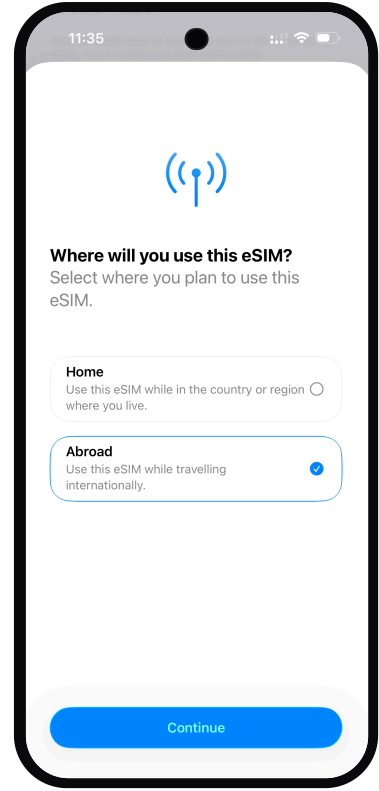 11:35
Where will you use this eSIM?
Select where you plan to use this
eSIM.
Home
Use this eSIM while in the country or region
where you live.
Abroad
Use this eSIM while travelling
internationally.
Continue